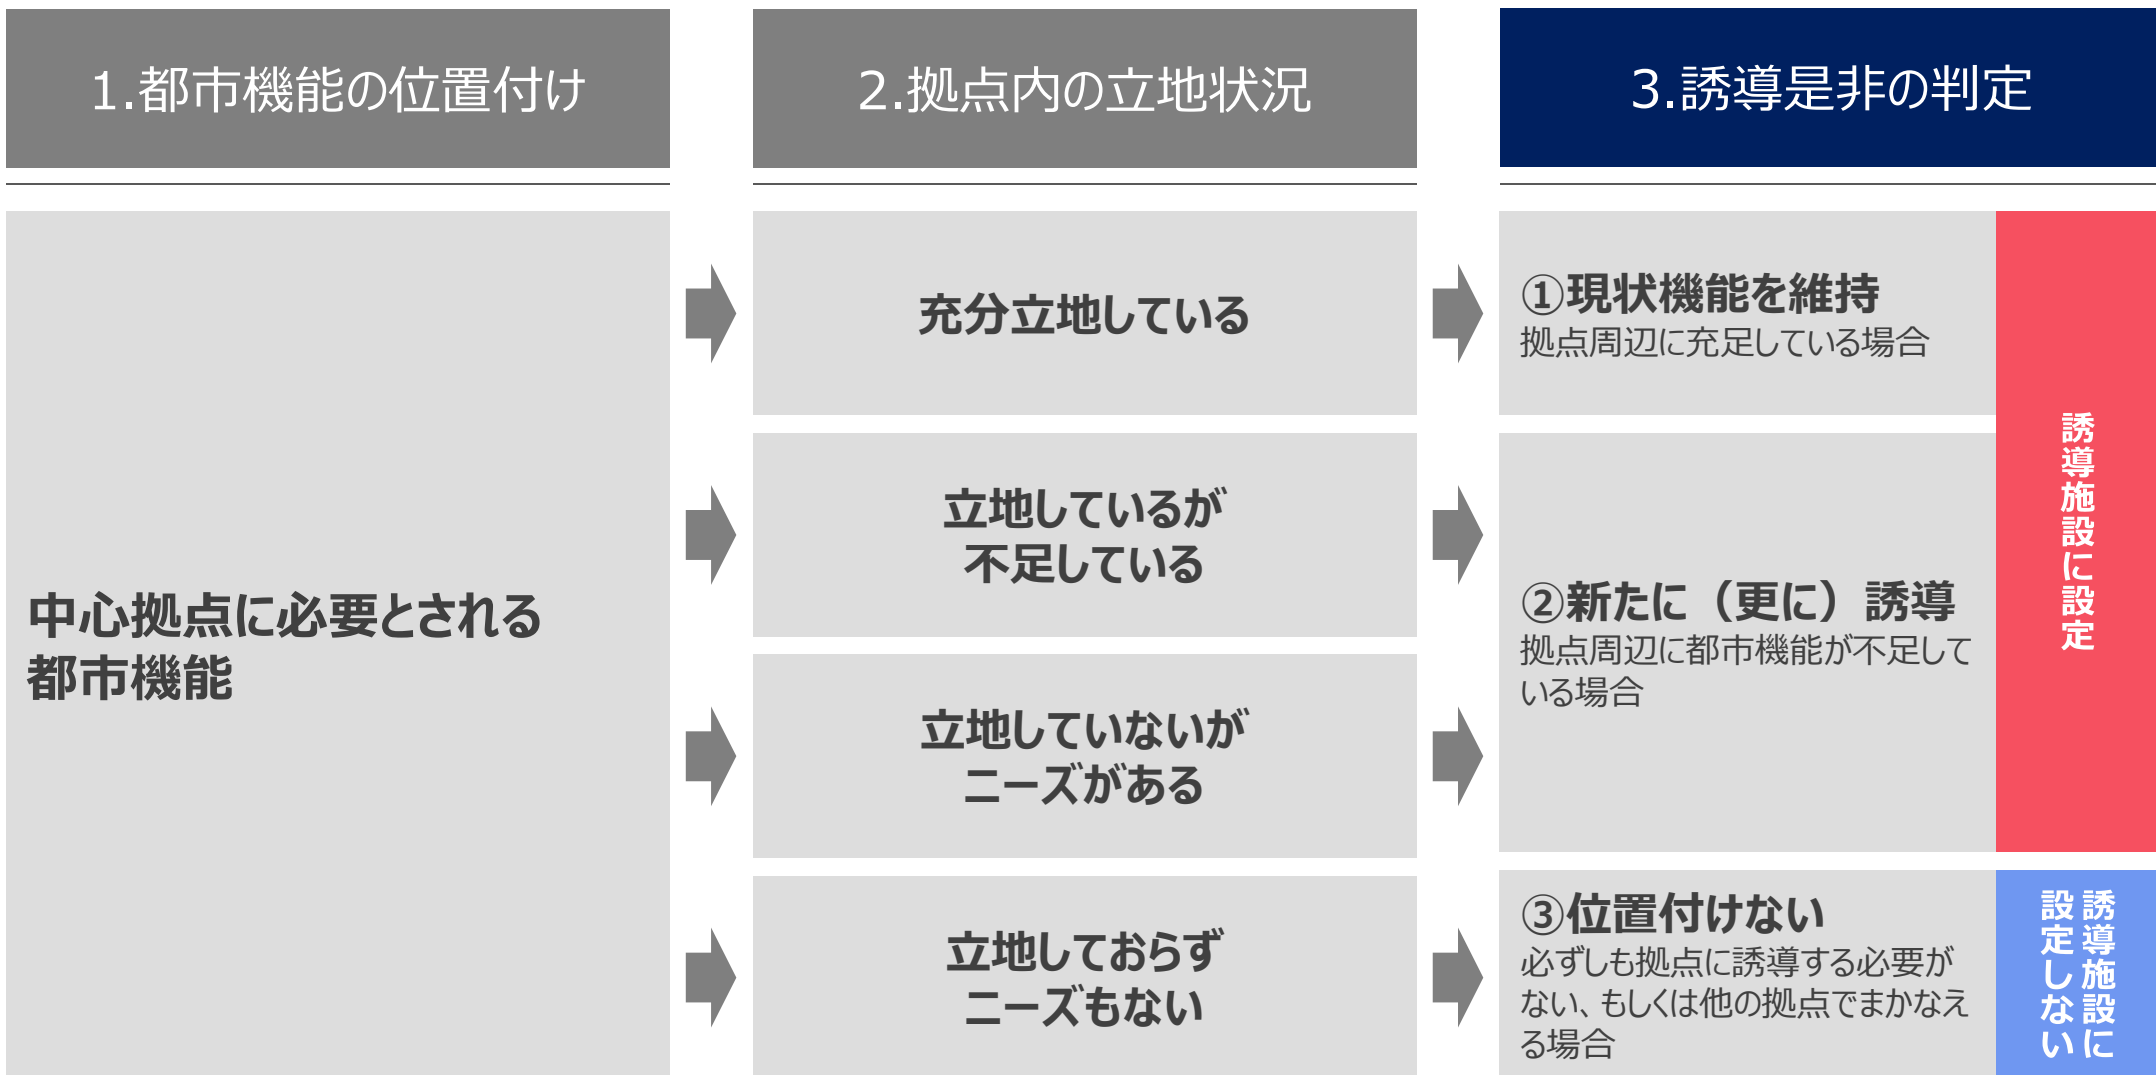 1.都市機能の位置付け
2.拠点内の立地状況
3.誘導是非の判定
中心拠点に必要とされる
都市機能
充分立地している
①現状機能を維持
拠点周辺に充足している場合
立地しているが
不足している
立地していないが
ニーズがある
②新たに（更に）誘導
拠点周辺に都市機能が不足して
いる場合
誘導施設に設定
立地しておらず
ニーズもない
③位置付けない
必ずしも拠点に誘導する必要が
ない、もしくは他の拠点でまかなえ
る場合
誘導施設に
設定しない